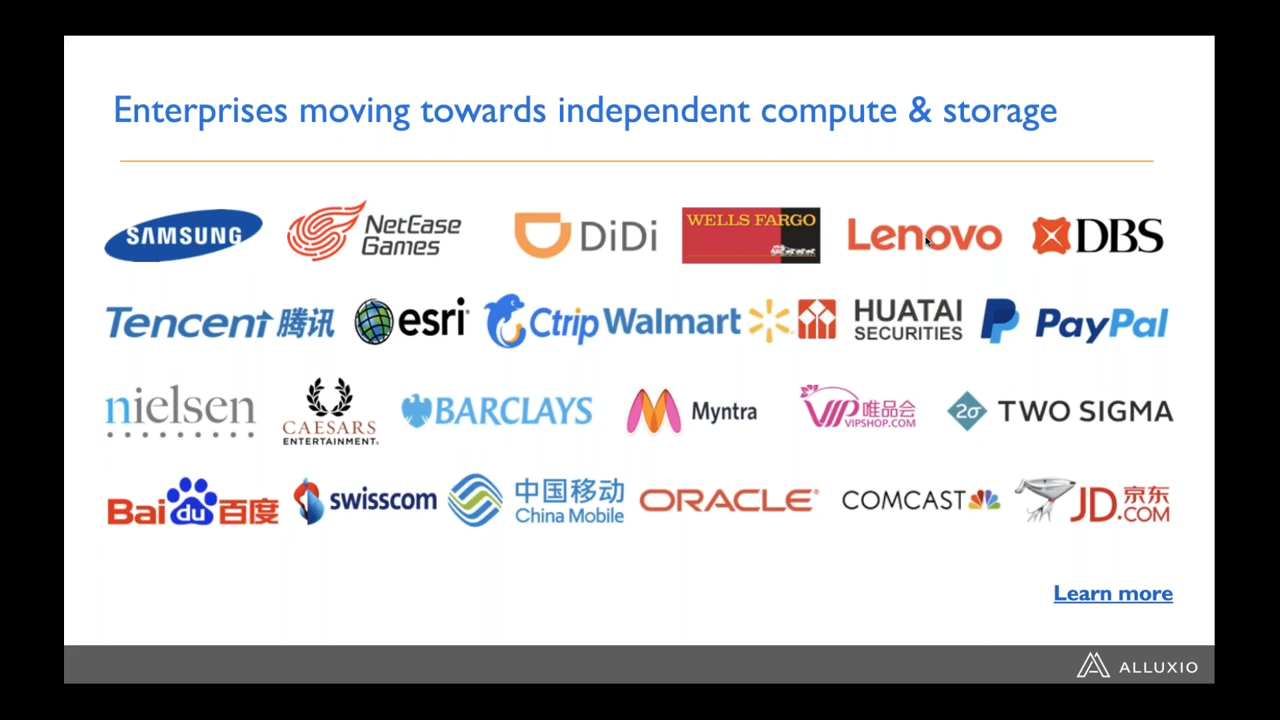 Enterprises moving towards independent compute & storage
SAMSUNG
NetEase
Games
DiDi
WELLS FARGO
Lenovo
DBS
Tencent 腾讯
esri
Ctrip
Walmart
HUATAI
SECURITIES
PayPal
nielsen
CAESARS
ENTERTAINMENT
BARCLAYS
Myntra
VIP 唯品会
VIPSHOP.COM
2σ TWO SIGMA
Bai du 百度
swisscom
中国移动
China Mobile
ORACLE
COMCAST
JD 京东
.COM
Learn more
ALLUXIO